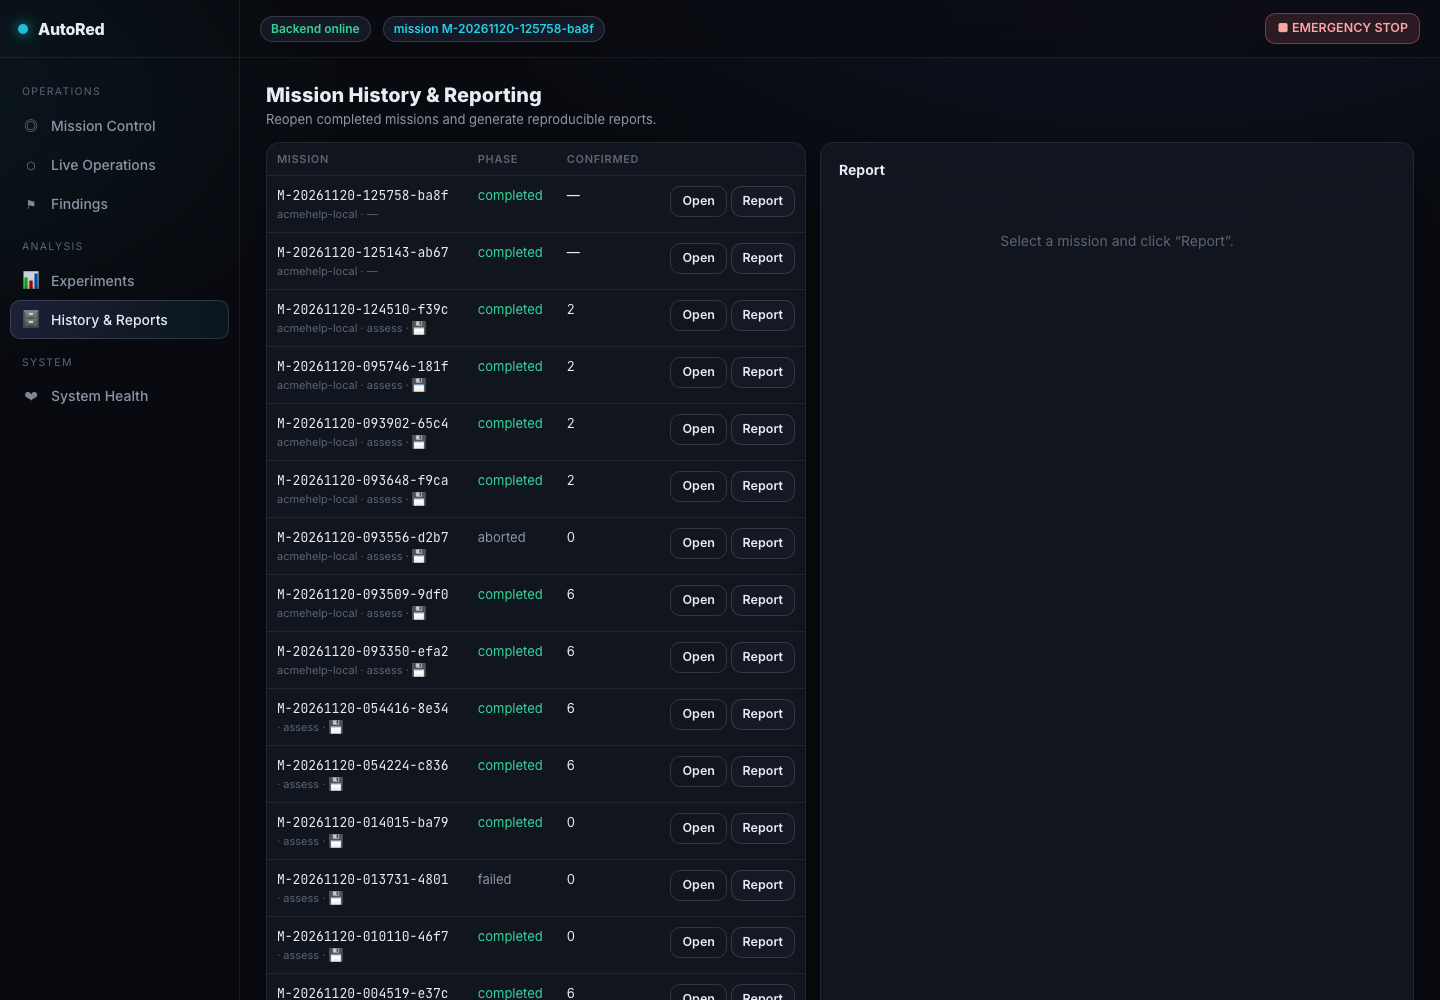 AutoRed
Backend online
mission M-20261120-125758-ba8f
EMERGENCY STOP
OPERATIONS
Mission Control
Live Operations
Findings
ANALYSIS
Experiments
History & Reports
SYSTEM
System Health
Mission History & Reporting
Reopen completed missions and generate reproducible reports.
MISSION PHASE CONFIRMED
M-20261120-125758-ba8f completed — Open Report
acmehelp-local · —
M-20261120-125143-ab67 completed — Open Report
acmehelp-local · —
M-20261120-124510-f39c completed 2 Open Report
acmehelp-local · assess ·
M-20261120-095746-181f completed 2 Open Report
acmehelp-local · assess ·
M-20261120-093902-65c4 completed 2 Open Report
acmehelp-local · assess ·
M-20261120-093648-f9ca completed 2 Open Report
acmehelp-local · assess ·
M-20261120-093556-d2b7 aborted 0 Open Report
acmehelp-local · assess ·
M-20261120-093509-9df0 completed 6 Open Report
acmehelp-local · assess ·
M-20261120-093350-efa2 completed 6 Open Report
acmehelp-local · assess ·
M-20261120-054416-8e34 completed 6 Open Report
· assess ·
M-20261120-054224-c836 completed 6 Open Report
· assess ·
M-20261120-014015-ba79 completed 0 Open Report
· assess ·
M-20261120-013731-4801 failed 0 Open Report
· assess ·
M-20261120-010110-46f7 completed 0 Open Report
· assess ·
M-20261120-004519-e37c completed 6 Open Report
Report
Select a mission and click “Report”.